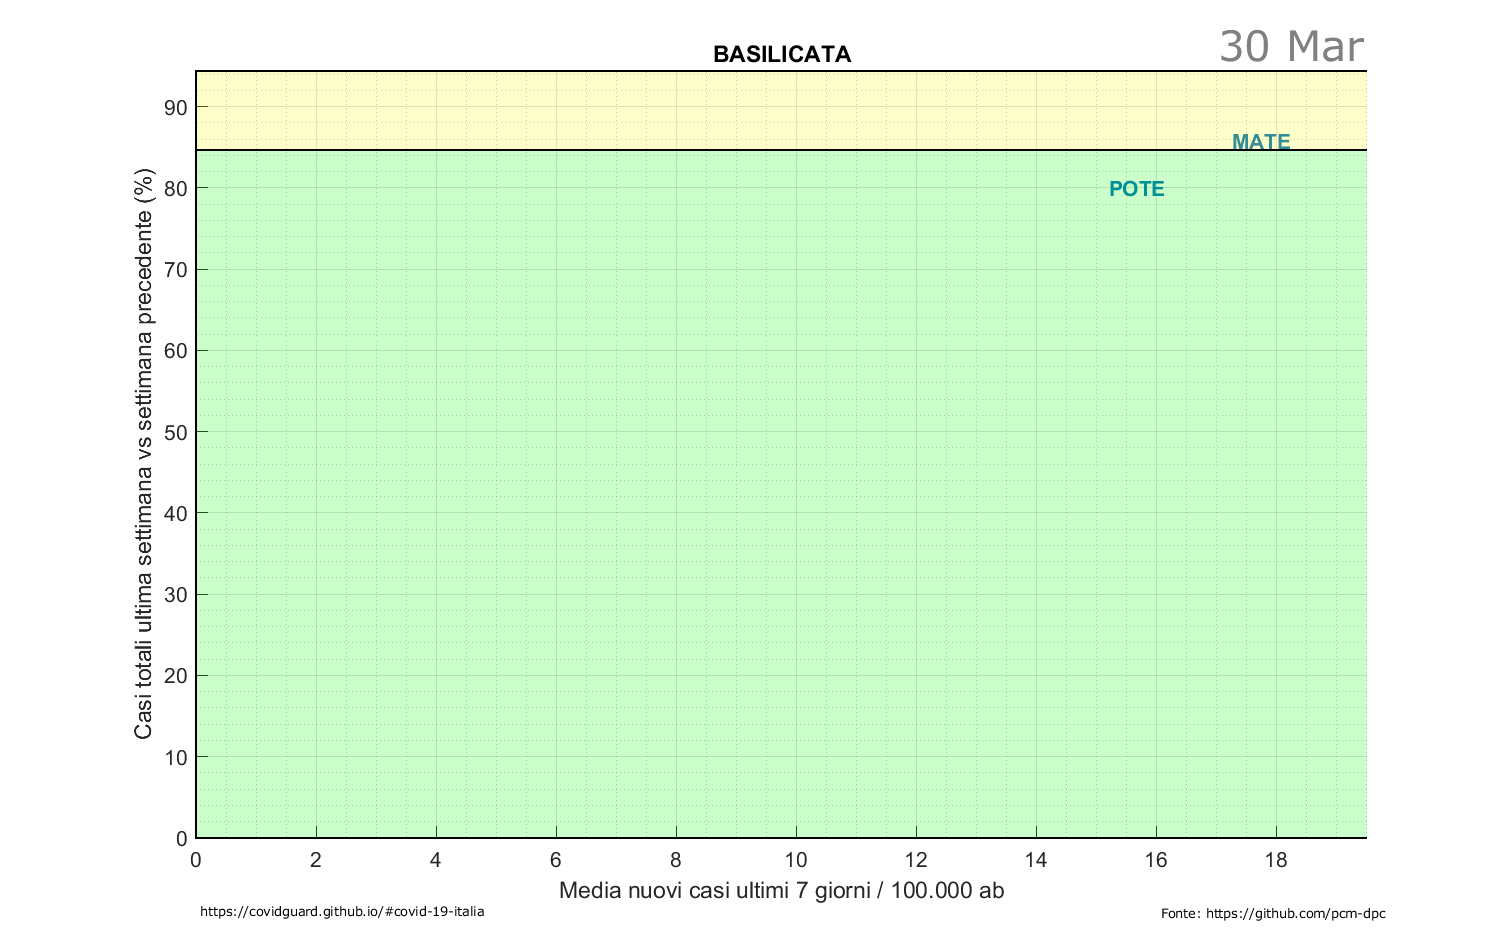 30 Mar
BASILICATA
90
80
70
60
50
40
30
20
10
0
Casi totali ultima settimana vs settimana precedente (%)
MATE
POTE
0 2 4 6 8 10 12 14 16 18
Media nuovi casi ultimi 7 giorni / 100.000 ab
https://covidguard.github.io/#covid-19-italia
Fonte: https://github.com/pcm-dpc